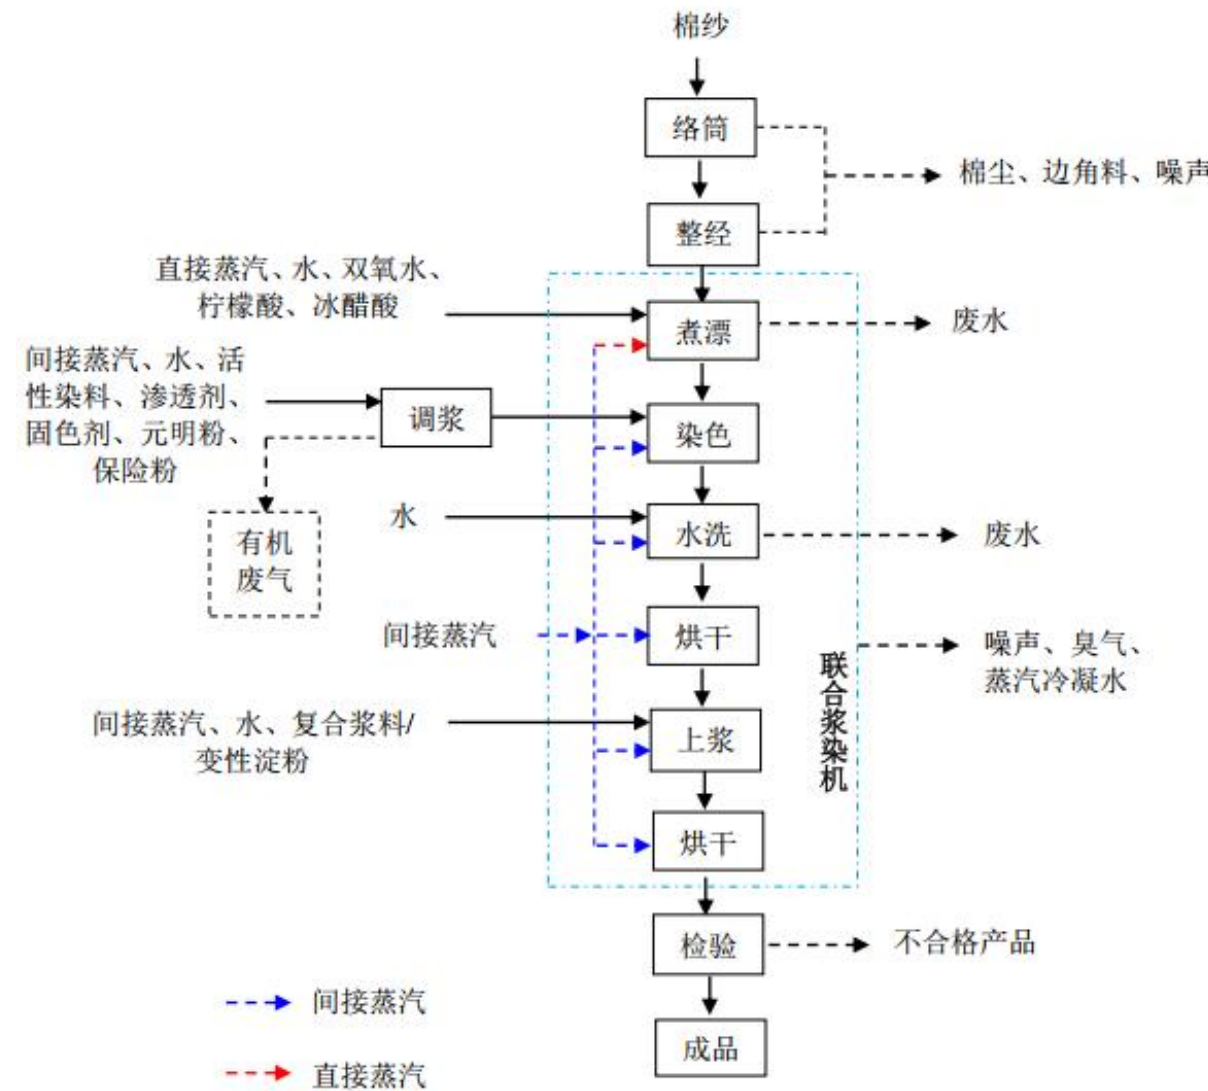 棉纱
络筒
棉尘、边角料、噪声
整经
直接蒸汽、水、双氧水、
柠檬酸、冰醋酸
煮漂
废水
间接蒸汽、水、活
性染料、渗透剂、
固色剂、元明粉、
保险粉
调浆
染色
有机
废气
水
水洗
废水
间接蒸汽
烘干
噪声、臭气、
蒸汽冷凝水
联合浆染机
间接蒸汽、水、复合浆料/
变性淀粉
上浆
烘干
检验
不合格产品
间接蒸汽
成品
直接蒸汽